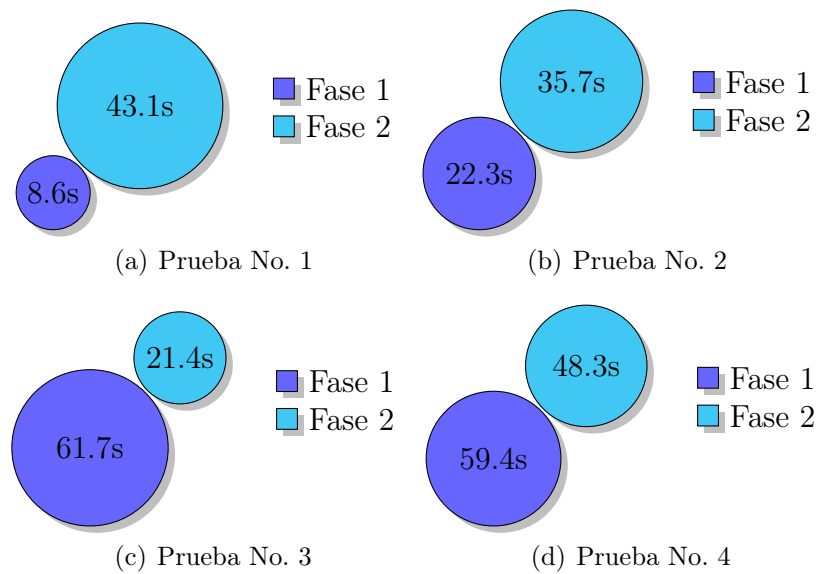 43.1s
8.6s
Fase 1
Fase 2
(a) Prueba No. 1
35.7s
22.3s
Fase 1
Fase 2
(b) Prueba No. 2
21.4s
61.7s
Fase 1
Fase 2
(c) Prueba No. 3
48.3s
59.4s
Fase 1
Fase 2
(d) Prueba No. 4